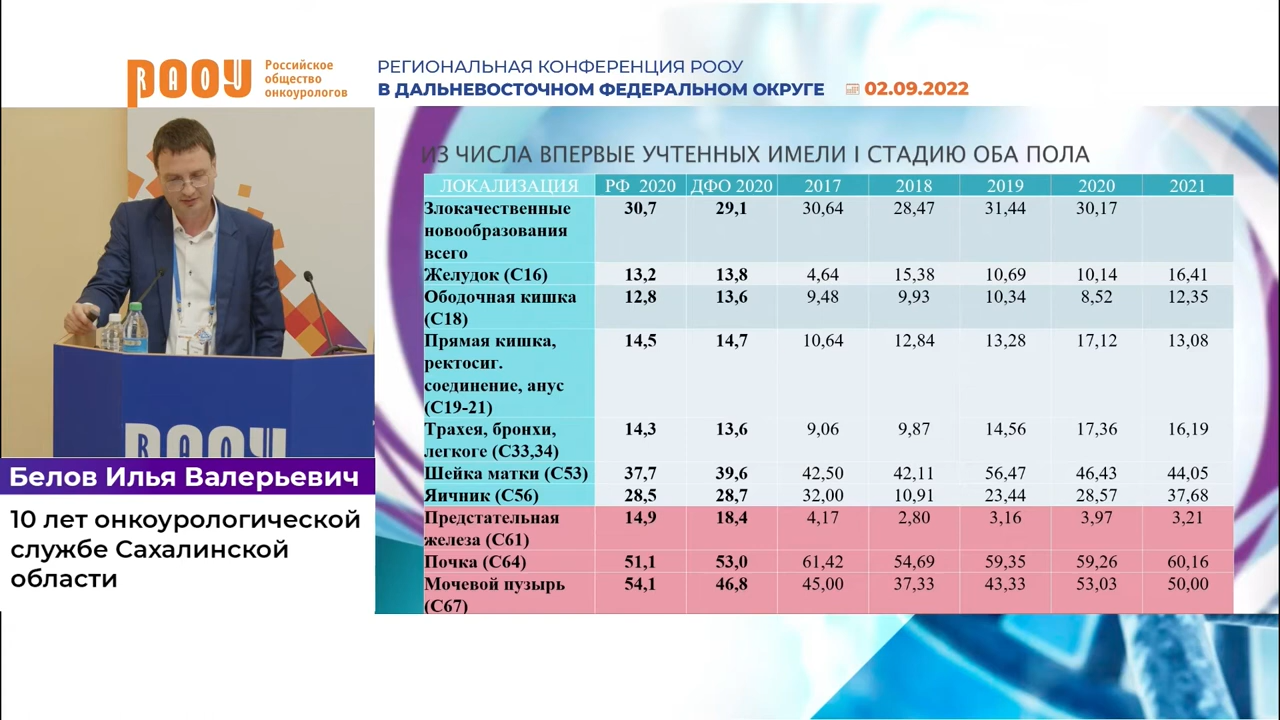 РООУ
Российское
общество
онкоурологов
РЕГИОНАЛЬНАЯ КОНФЕРЕНЦИЯ РООУ
В ДАЛЬНЕВОСТОЧНОМ ФЕДЕРАЛЬНОМ ОКРУГЕ 02.09.2022
РООУ
Белов Илья Валерьевич
10 лет онкоурологической
службе Сахалинской
области
ИЗ ЧИСЛА ВПЕРВЫЕ УЧТЕННЫХ ИМЕЛИ I СТАДИЮ ОБА ПОЛА
ЛОКАЛИЗАЦИЯ РФ 2020 ДФО 2020 2017 2018 2019 2020 2021
Злокачественные 30,7 29,1 30,64 28,47 31,44 30,17
новообразования
всего
Желудок (С16) 13,2 13,8 4,64 15,38 10,69 10,14 16,41
Ободочная кишка 12,8 13,6 9,48 9,93 10,34 8,52 12,35
(С18)
Прямая кишка, 14,5 14,7 10,64 12,84 13,28 17,12 13,08
ректосиг.
соединение, анус
(С19-21)
Трахея, бронхи, 14,3 13,6 9,06 9,87 14,56 17,36 16,19
легкоге (С33,34)
Шейка матки (С53) 37,7 39,6 42,50 42,11 56,47 46,43 44,05
Яичник (С56) 28,5 28,7 32,00 10,91 23,44 28,57 37,68
Предстательная 14,9 18,4 4,17 2,80 3,16 3,97 3,21
железа (С61)
Почка (С64) 51,1 53,0 61,42 54,69 59,35 59,26 60,16
Мочевой пузырь 54,1 46,8 45,00 37,33 43,33 53,03 50,00
(С67)